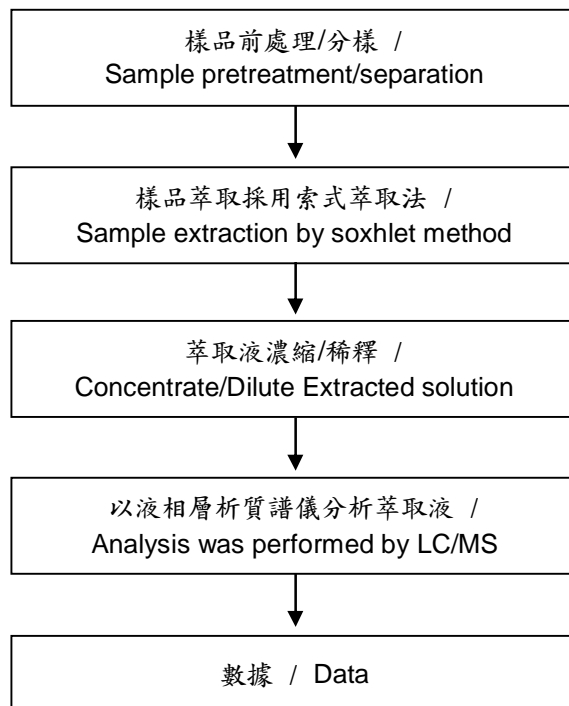 樣品前處理/分樣 /
Sample pretreatment/separation
樣品萃取採用索式萃取法 /
Sample extraction by soxhlet method
萃取液濃縮/稀釋 /
Concentrate/Dilute Extracted solution
以液相層析質譜儀分析萃取液 /
Analysis was performed by LC/MS
數據 / Data